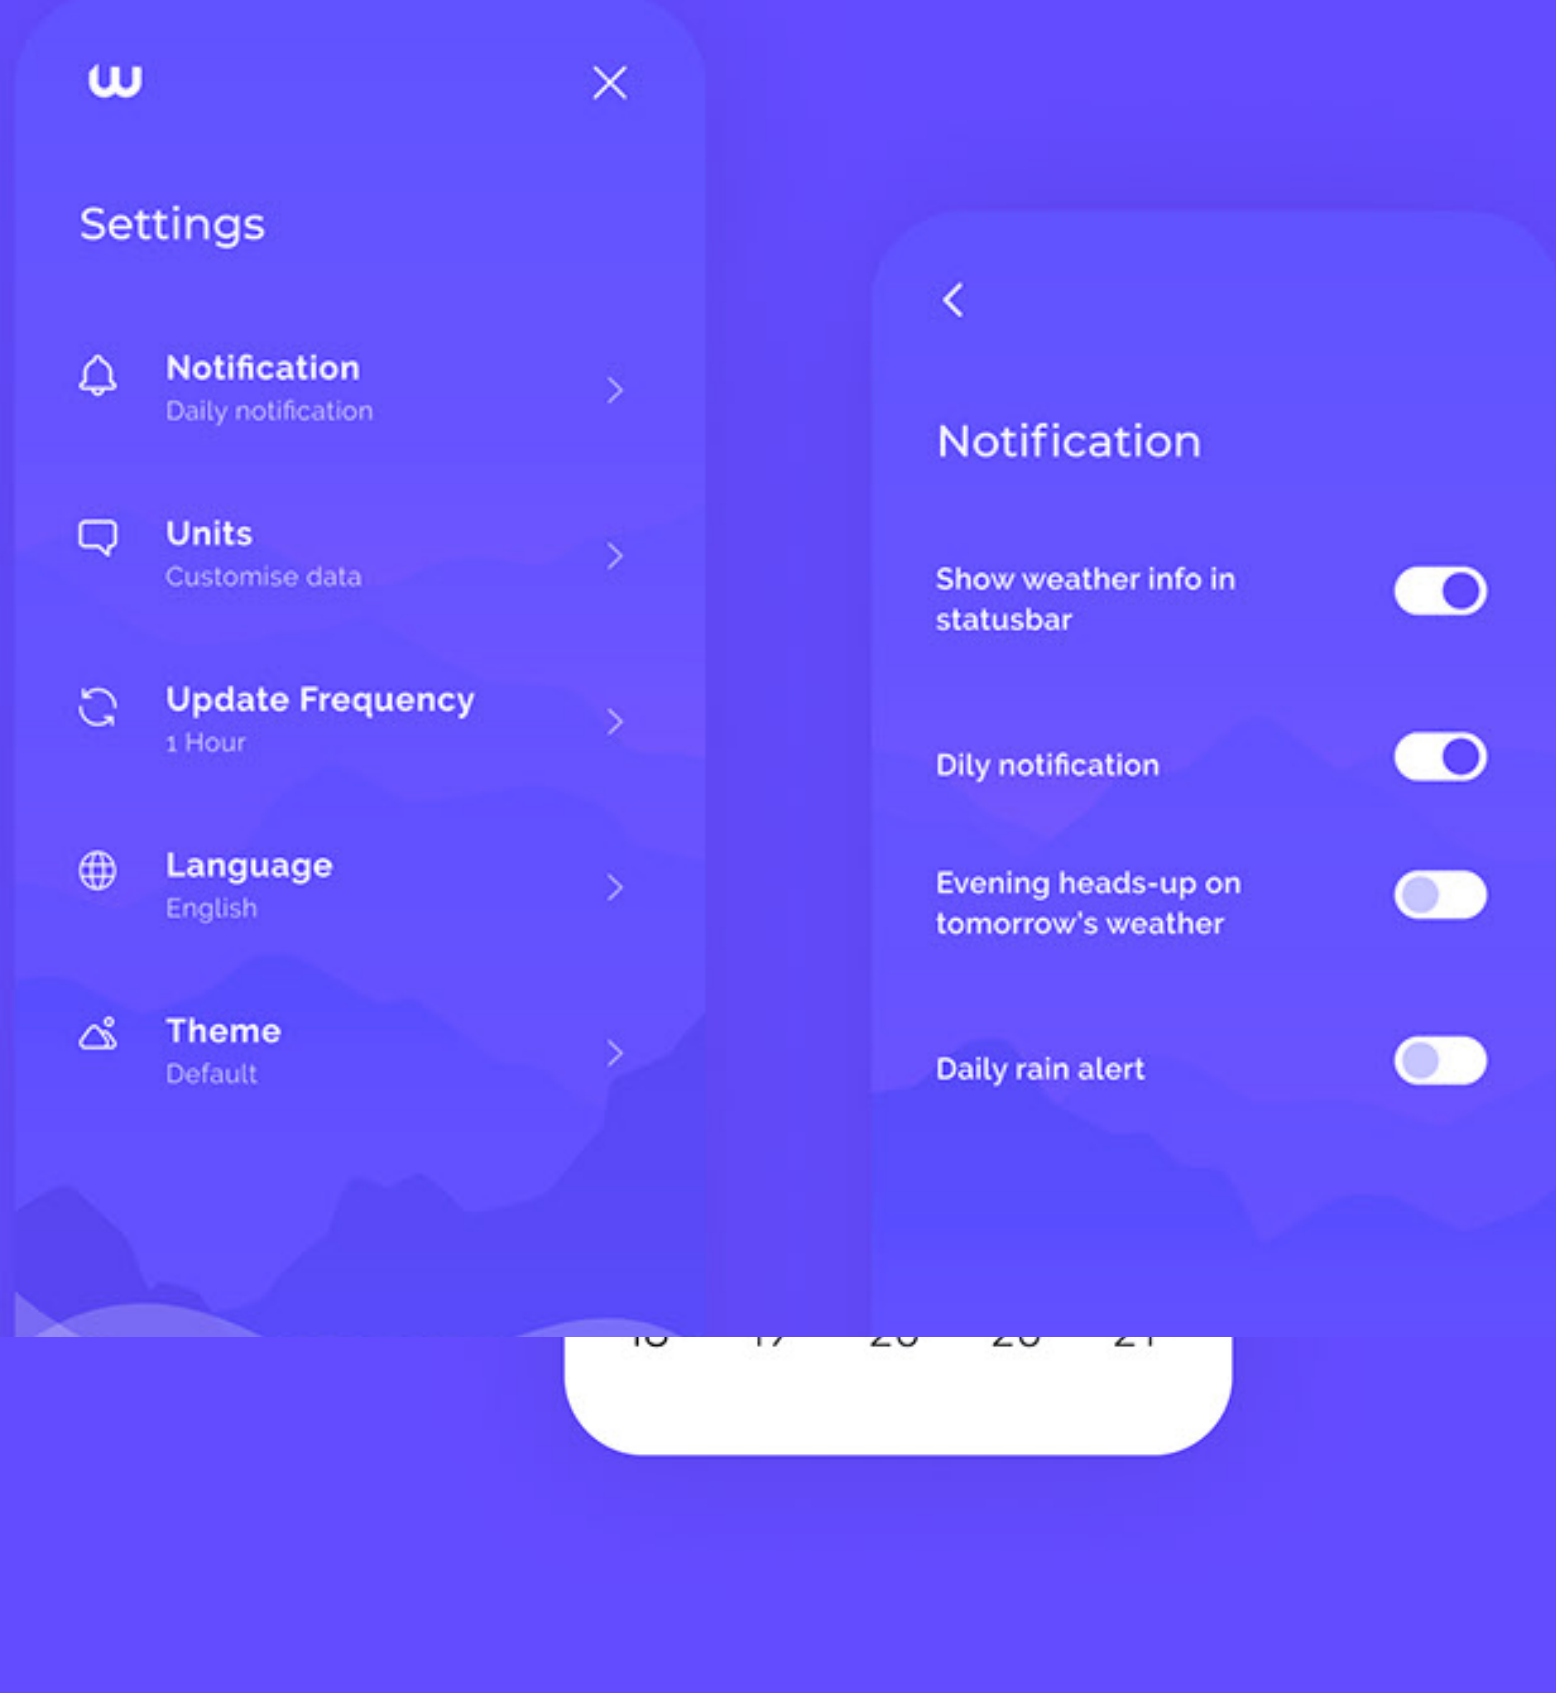 w
Settings
Notification
Daily notification
Units
Customise data
Update Frequency
1 Hour
Language
English
Theme
Default
Notification
Show weather info in
statusbar
Dily notification
Evening heads-up on
tomorrow's weather
Daily rain alert